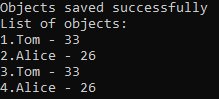 Objects saved successfully
List of objects:
1.Tom - 33
2.Alice - 26
3.Tom - 33
4.Alice - 26